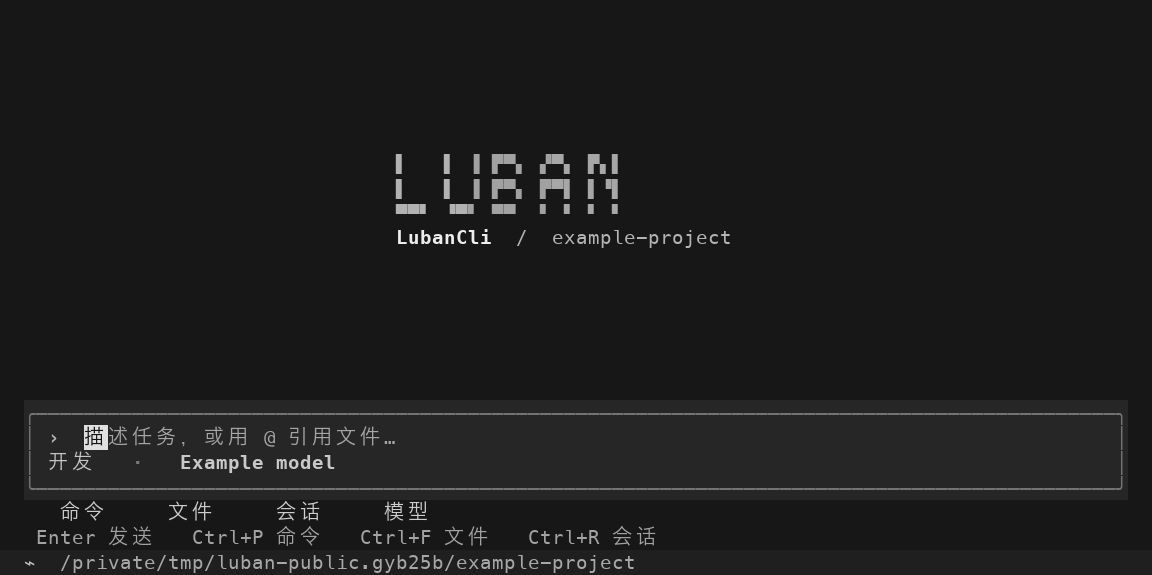 LUBAN
LubanCli / example-project
› 描述任务, 或用 @ 引用文件…
开发 · Example model
命令 文件 会话 模型
Enter 发送 Ctrl+P 命令 Ctrl+F 文件 Ctrl+R 会话
⌁ /private/tmp/luban-public.gyb25b/example-project